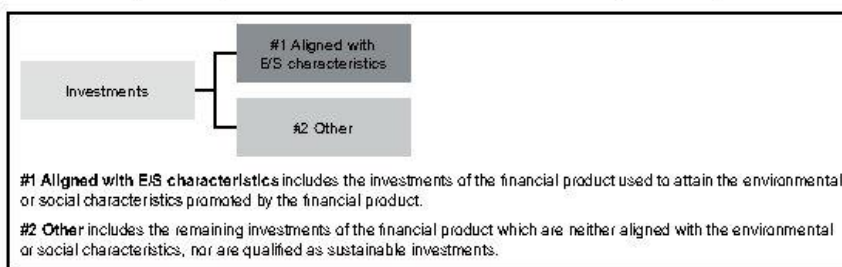 #1 Aligned with
E/S characteristics
Investments
#2 Other
#1 Aligned with E/S characteristics includes the investments of the financial product used to attain the environmental
or social characteristics promoted by the financial product.
#2 Other includes the remaining investments of the financial product which are neither aligned with the environmental
or social characteristics, nor are qualified as sustainable investments.